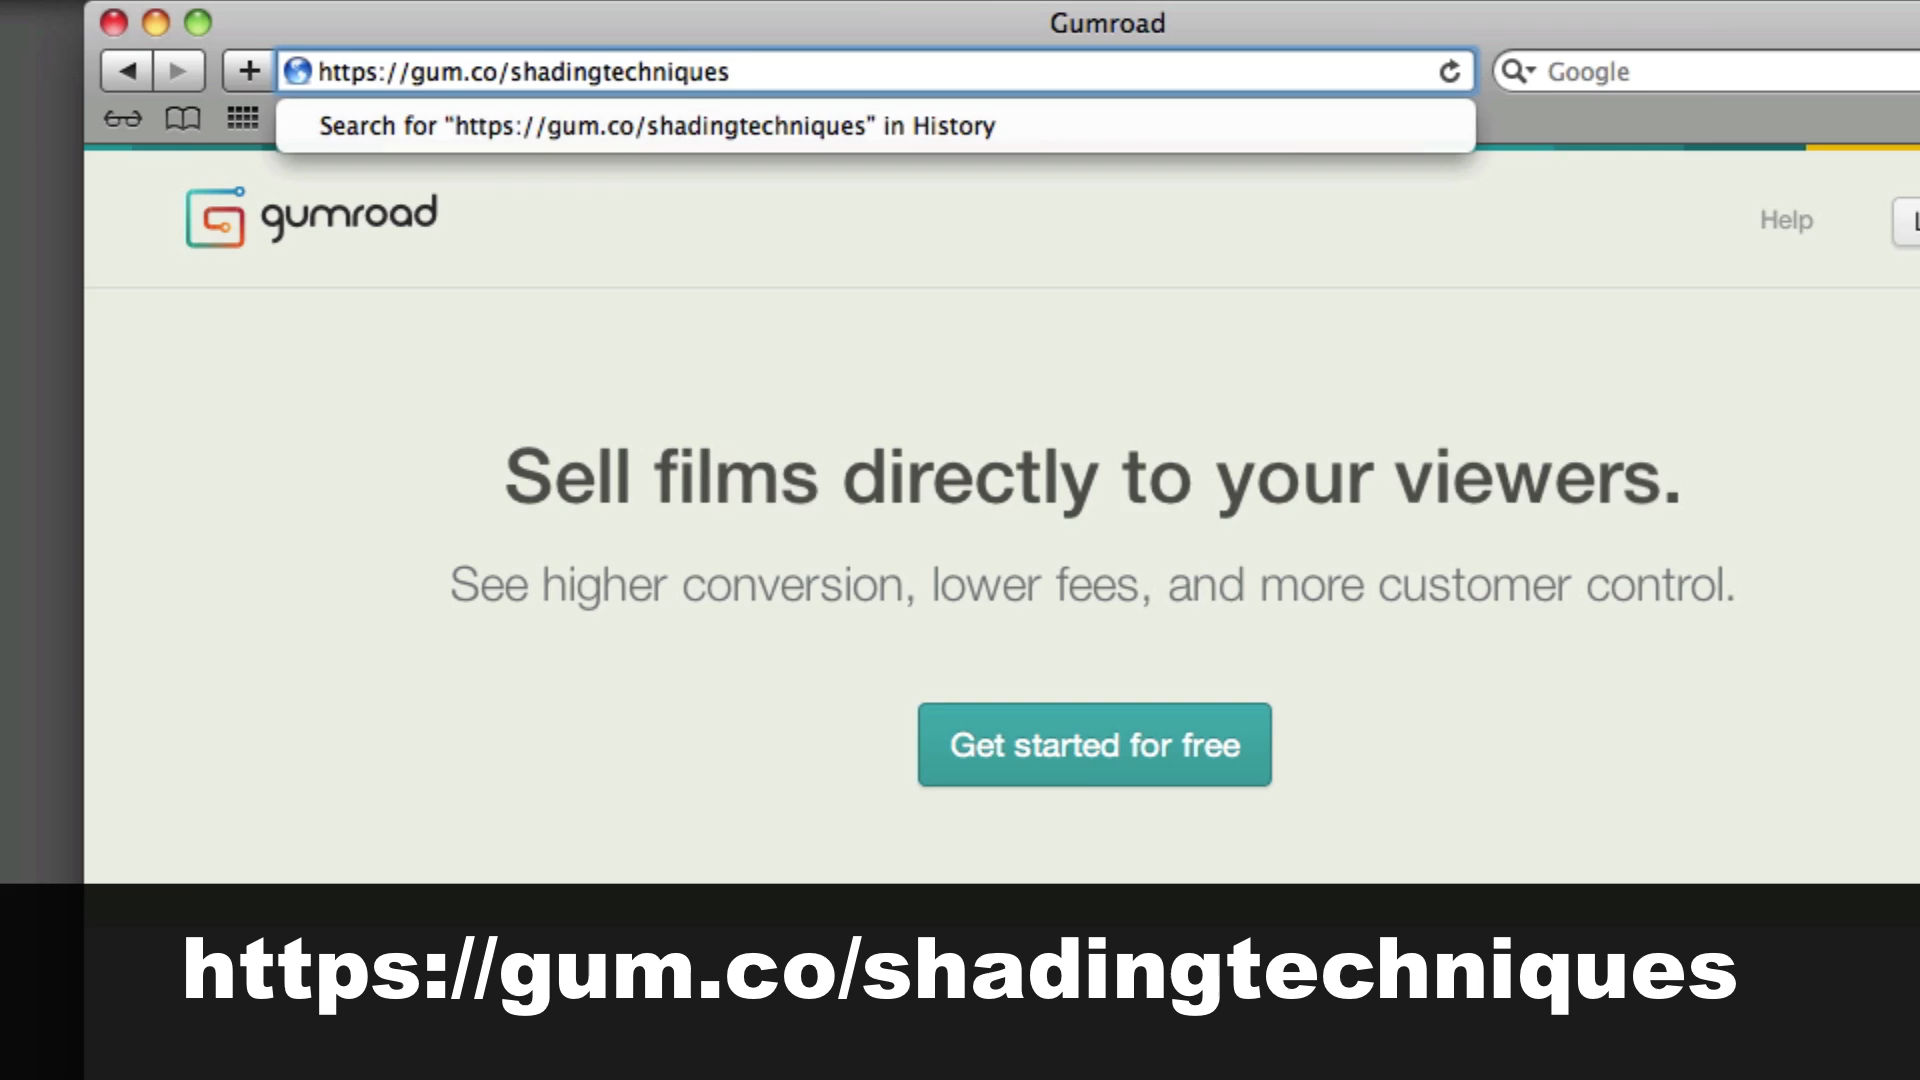 Gumroad
https://gum.co/shadingtechniques
Google
Search for "https://gum.co/shadingtechniques" in History
gumroad
Help
Sell films directly to your viewers.
See higher conversion, lower fees, and more customer control.
Get started for free
https://gum.co/shadingtechniques